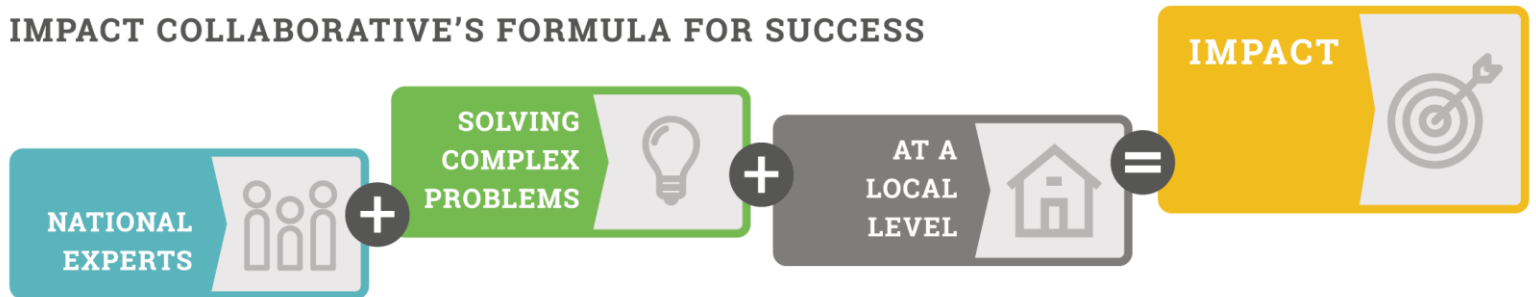 IMPACT COLLABORATIVE'S FORMULA FOR SUCCESS
NATIONAL
EXPERTS
+
SOLVING
COMPLEX
PROBLEMS
+
AT A
LOCAL
LEVEL
=
IMPACT